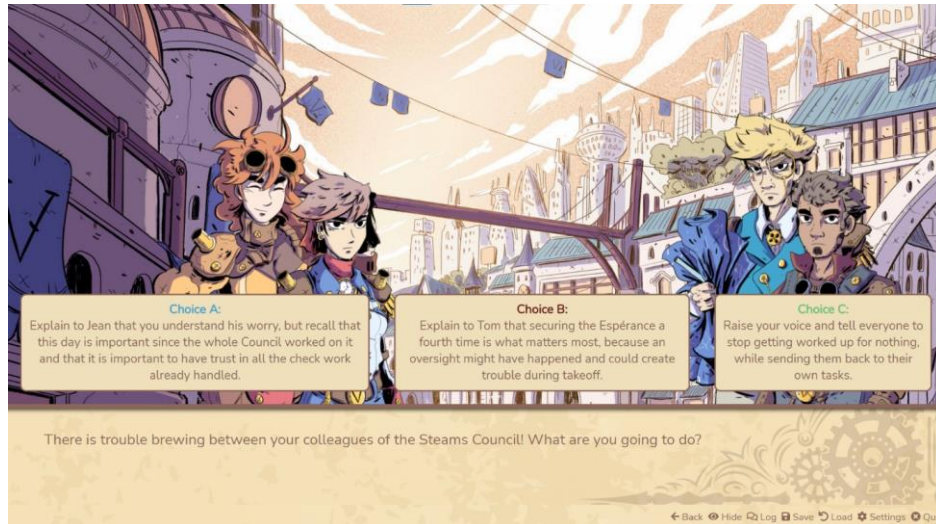 Choice A:
Explain to Jean that you understand his worry, but recall that
this day is important since the whole Council worked on it
and that it is important to have trust in all the check work
already handled.
Choice B:
Explain to Tom that securing the Espérance a
fourth time is what matters most, because an
oversight might have happened and could create
trouble during takeoff.
Choice C:
Raise your voice and tell everyone to
stop getting worked up for nothing,
while sending them back to their
own tasks.
There is trouble brewing between your colleagues of the Steams Council! What are you going to do?
Back Hide Log Save Load Settings Qu